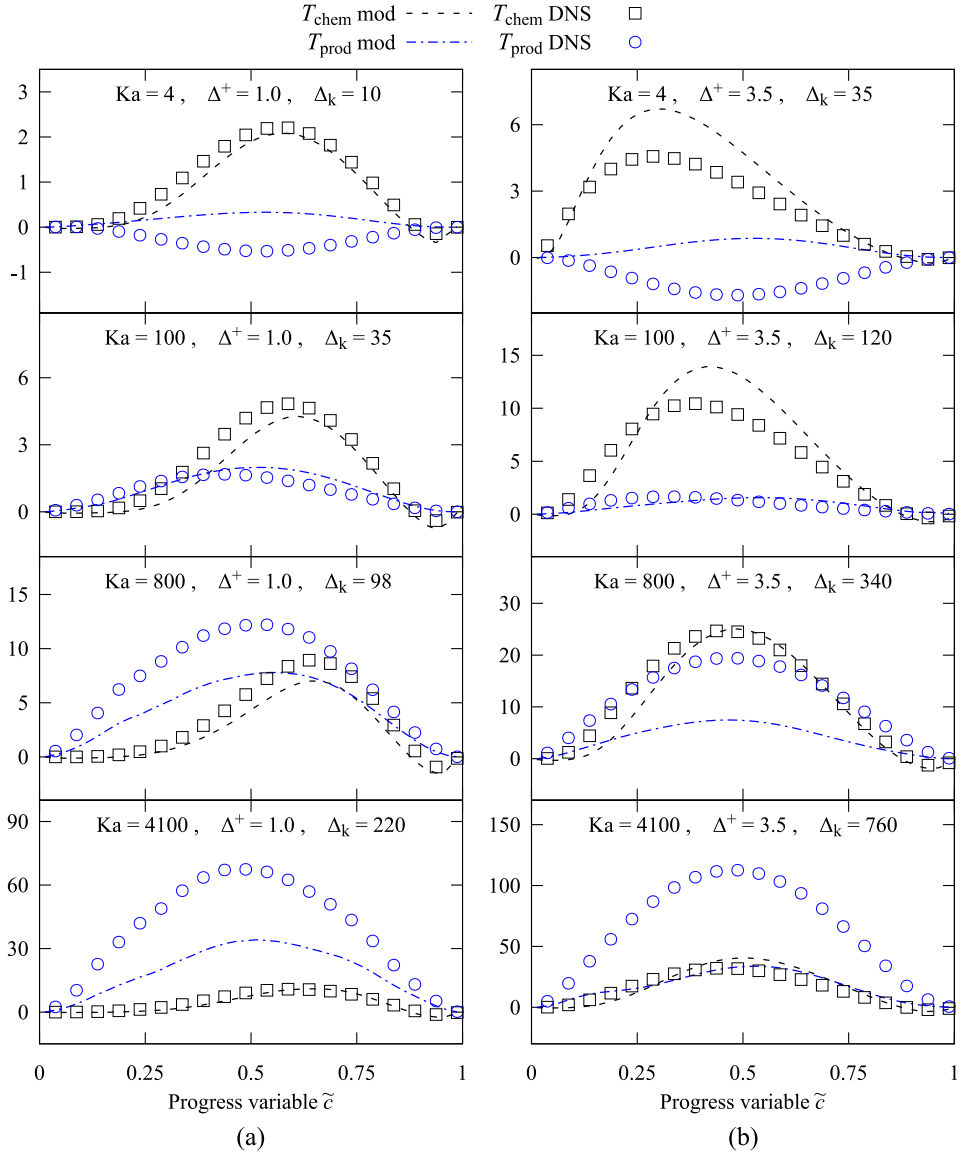 T_chem mod T_chem DNS
T_prod mod T_prod DNS
Ka = 4 , Δ⁺ = 1.0 , Δ_k = 10
3
2
1
0
-1
Ka = 4 , Δ⁺ = 3.5 , Δ_k = 35
6
3
0
Ka = 100 , Δ⁺ = 1.0 , Δ_k = 35
6
4
2
0
Ka = 100 , Δ⁺ = 3.5 , Δ_k = 120
15
10
5
0
Ka = 800 , Δ⁺ = 1.0 , Δ_k = 98
15
10
5
0
Ka = 800 , Δ⁺ = 3.5 , Δ_k = 340
30
20
10
0
Ka = 4100 , Δ⁺ = 1.0 , Δ_k = 220
90
60
30
0
Ka = 4100 , Δ⁺ = 3.5 , Δ_k = 760
150
100
50
0
0 0.25 0.5 0.75 1
0 0.25 0.5 0.75 1
Progress variable c̃
Progress variable c̃
(a)
(b)